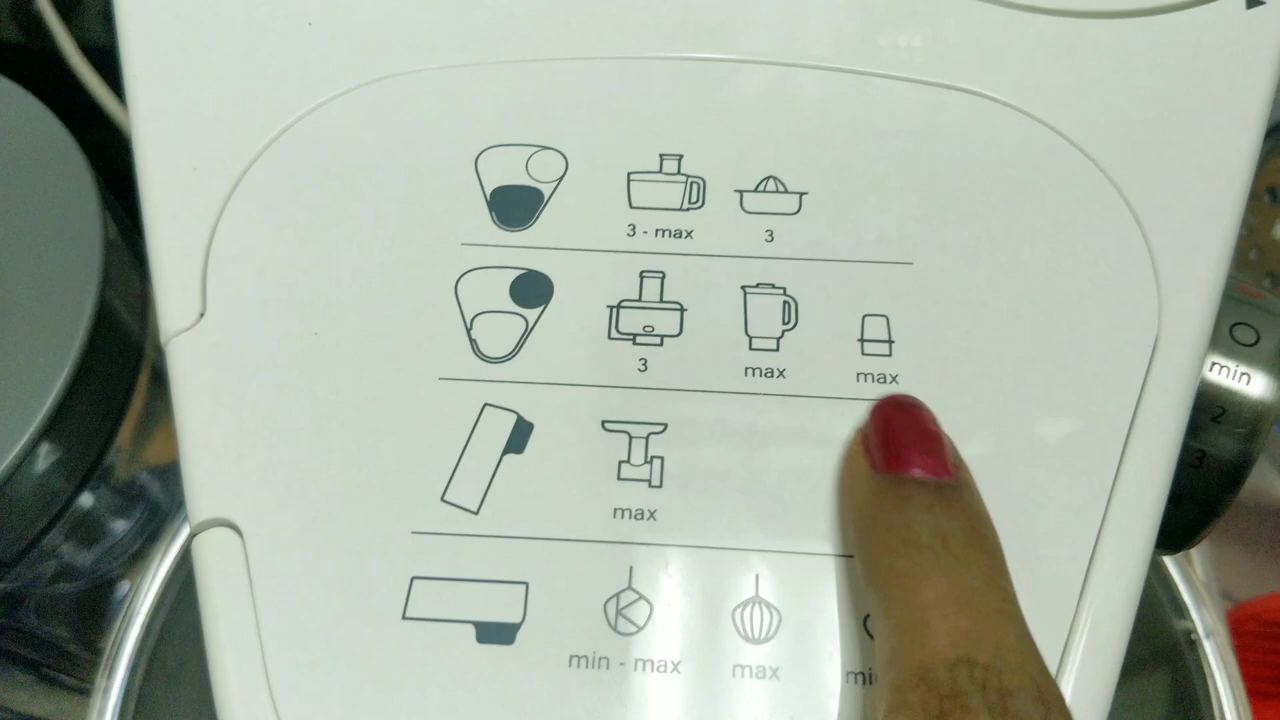 3 - max 3
3 max max
max
min - max max
min
2
3